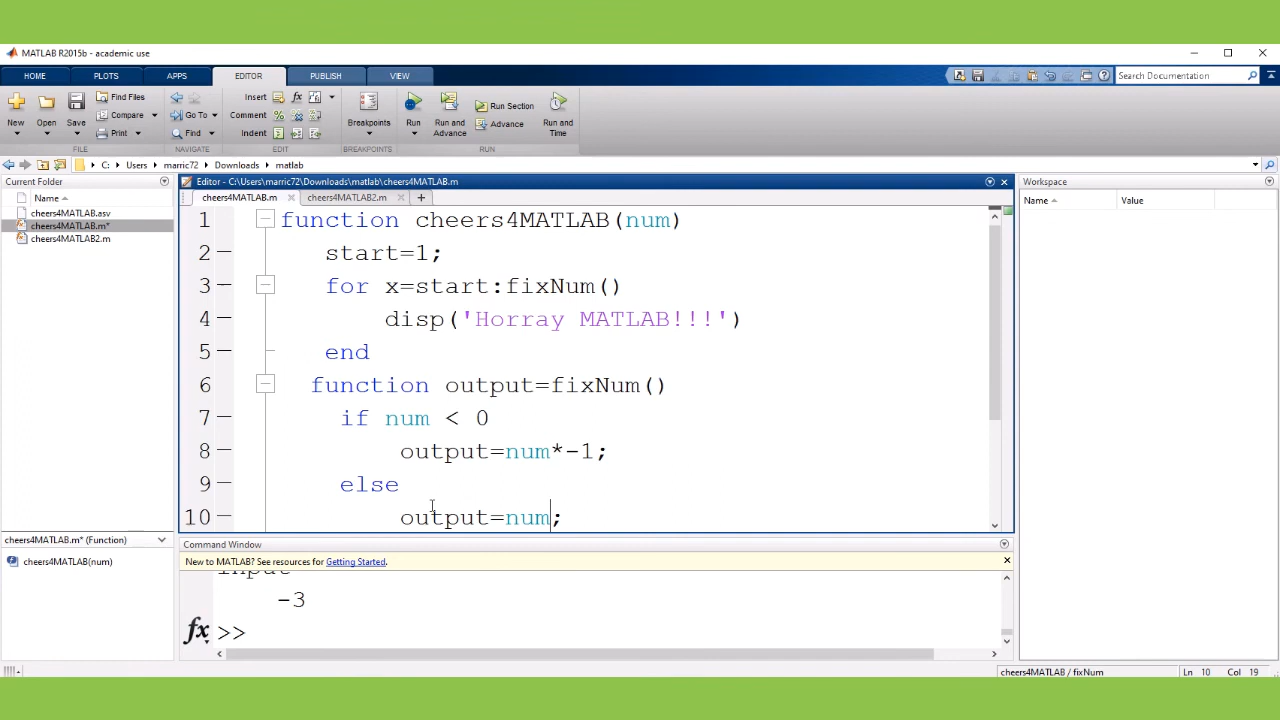 MATLAB R2015b - academic use
HOME PLOTS APPS EDITOR PUBLISH VIEW Search Documentation
New Open Save Find Files Compare Print Go To Find Insert Comment Indent fx Breakpoints Run Run and Advance Run Section Advance Run and Time
FILE NAVIGATE EDIT BREAKPOINTS RUN
C: Users marric72 Downloads matlab
Current Folder
Name
cheers4MATLAB.asv
cheers4MATLAB.m*
cheers4MATLAB2.m
cheers4MATLAB.m* (Function)
cheers4MATLAB(num)
Editor - C:\Users\marric72\Downloads\matlab\cheers4MATLAB.m
cheers4MATLAB.m cheers4MATLAB2.m
1 function cheers4MATLAB(num)
2 start=1;
3 for x=start:fixNum()
4 disp('Horray MATLAB!!!')
5 end
6 function output=fixNum()
7 if num < 0
8 output=num*-1;
9 else
10 output=num;
Command Window
New to MATLAB? See resources for Getting Started.
input
-3
fx >>
Workspace
Name Value
cheers4MATLAB / fixNum Ln 10 Col 19